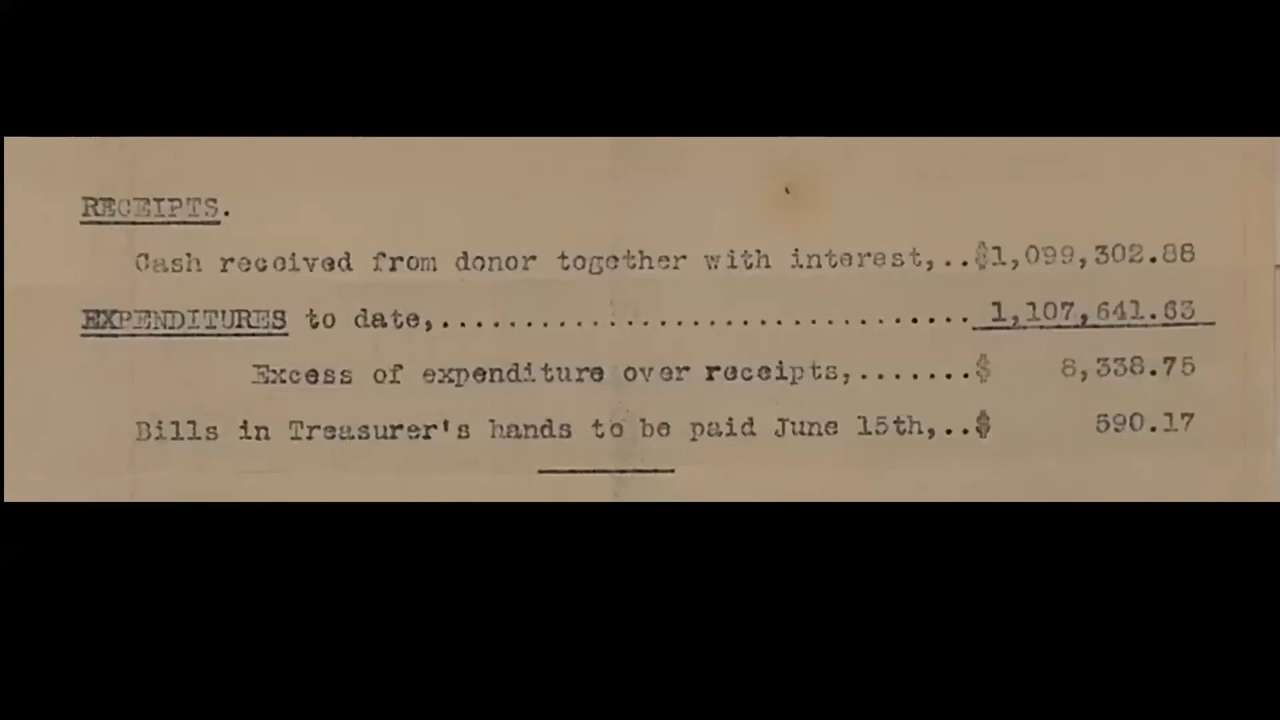 RECEIPTS.
Cash received from donor together with interest,..$1,099,302.88
EXPENDITURES to date,............................... 1,107,641.63
Excess of expenditure over receipts,.......$ 8,338.75
Bills in Treasurer's hands to be paid June 15th,..$ 590.17